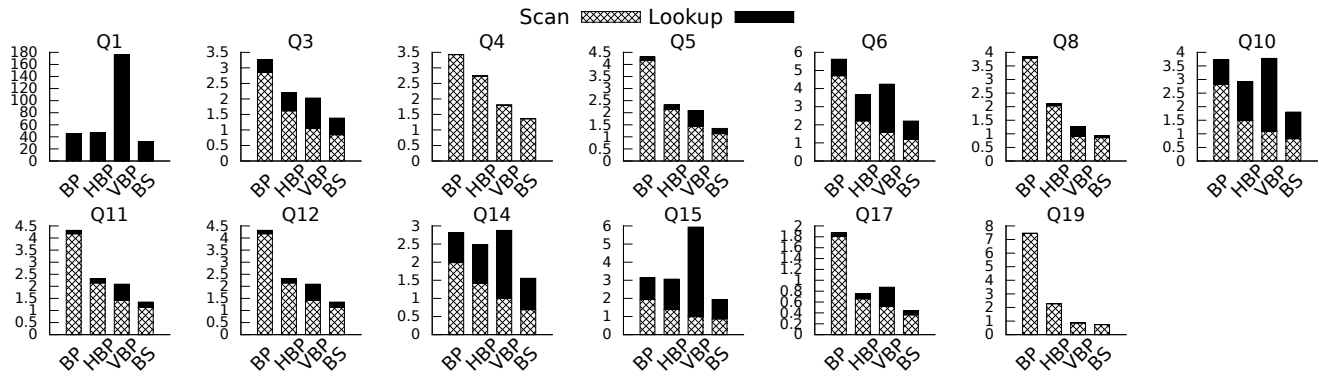 Scan Lookup
Q1 Q3 Q4 Q5 Q6 Q8 Q10
180 3.5 3.5 4.5 6 4 4
160 3 3 4 5 3.5 3.5
140 2.5 2.5 3.5 4 3 3
120 2 2 3 3 2.5 2.5
100 1.5 1.5 2.5 2 2 2
80 1 1 2 1 1.5 1.5
60 0.5 0.5 1.5 0 1 1
40 0 0 1 0.5 0.5
20 0.5 0 0
0 0
BP HBP VBP BS BP HBP VBP BS BP HBP VBP BS BP HBP VBP BS BP HBP VBP BS BP HBP VBP BS BP HBP VBP BS
Q11 Q12 Q14 Q15 Q17 Q19
4.5 4.5 3 6 2 8
4 4 2.5 5 1.8 7
3.5 3.5 2 4 1.6 6
3 3 1.5 3 1.4 5
2.5 2.5 1 2 1.2 4
2 2 0.5 1 1 3
1.5 1.5 0 0 0.8 2
1 1 0.6 1
0.5 0.5 0.4 0
0 0 0.2
0
BP HBP VBP BS BP HBP VBP BS BP HBP VBP BS BP HBP VBP BS BP HBP VBP BS BP HBP VBP BS